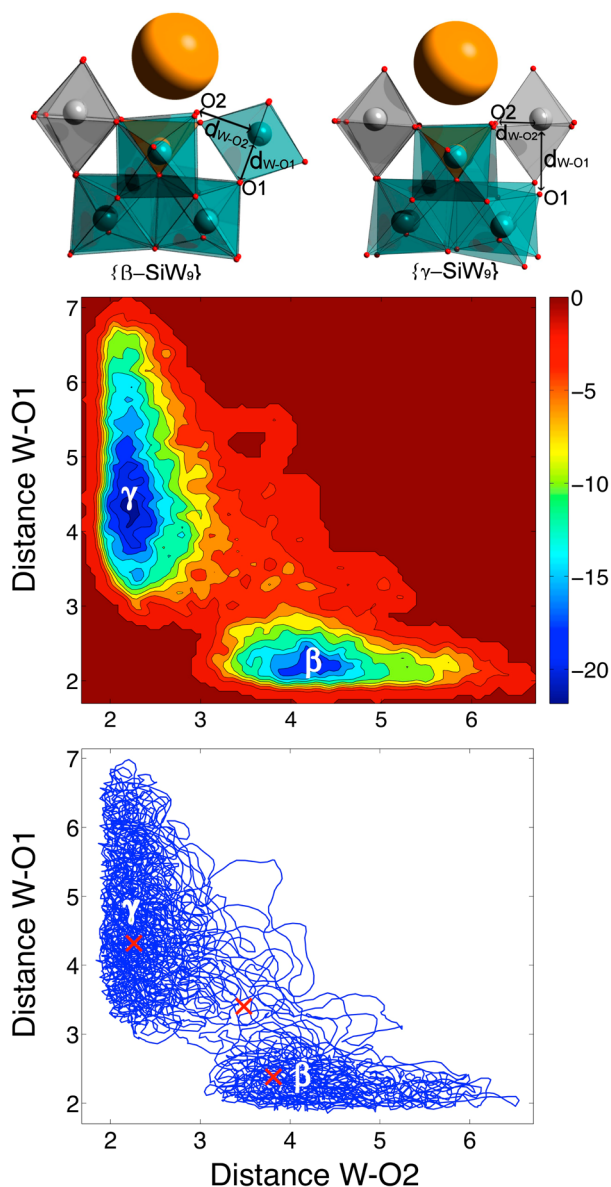 O2
dW-O2
dW-O1
O1
{β–SiW₉}
O2
dW-O2
dW-O1
O1
{γ–SiW₉}
7
6
5
4
3
2
Distance W-O1
γ
β
2 3 4 5 6
0
−5
−10
−15
−20
7
6
5
4
3
2
Distance W-O1
γ
β
2 3 4 5 6
Distance W-O2